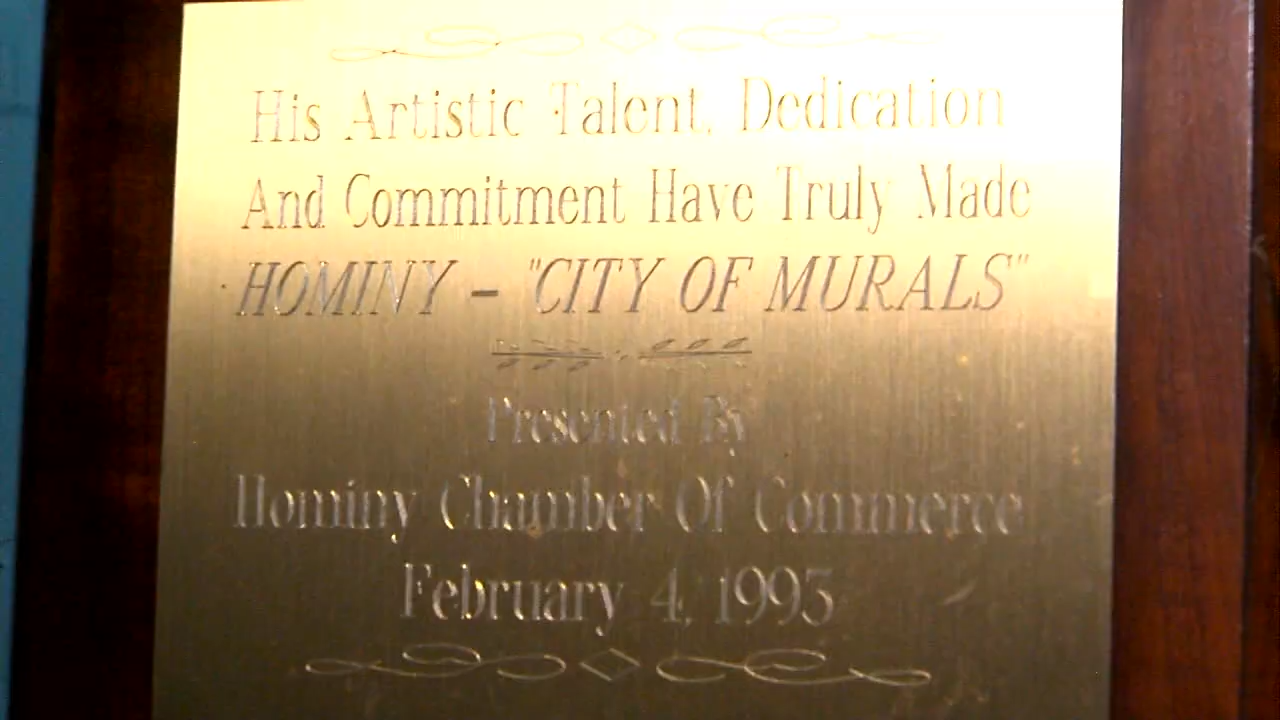 His Artistic Talent, Dedication
And Commitment Have Truly Made
HOMINY - "CITY OF MURALS"
Presented By
Hominy Chamber Of Commerce
February 4, 1993